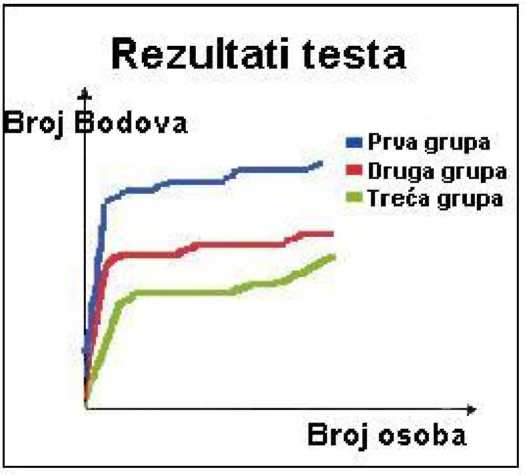 Rezultati testa
Broj Bodova
Prva grupa
Druga grupa
Treća grupa
Broj osoba